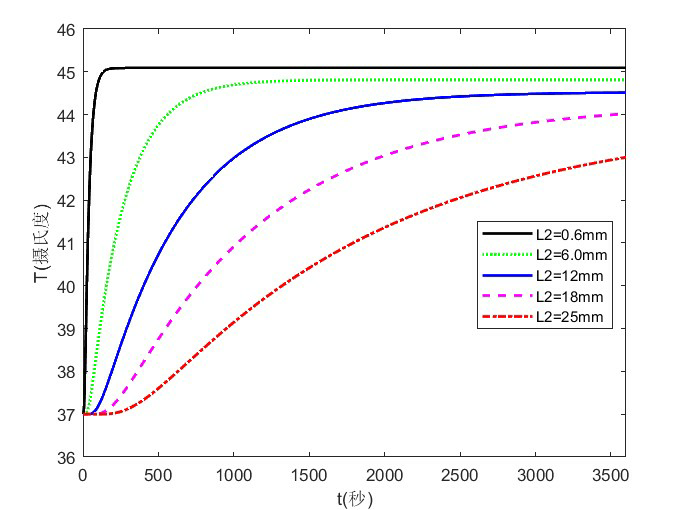 46
45
44
43
42
41
40
39
38
37
36
T(摄氏度)
L2=0.6mm
L2=6.0mm
L2=12mm
L2=18mm
L2=25mm
0 500 1000 1500 2000 2500 3000 3500
t(秒)